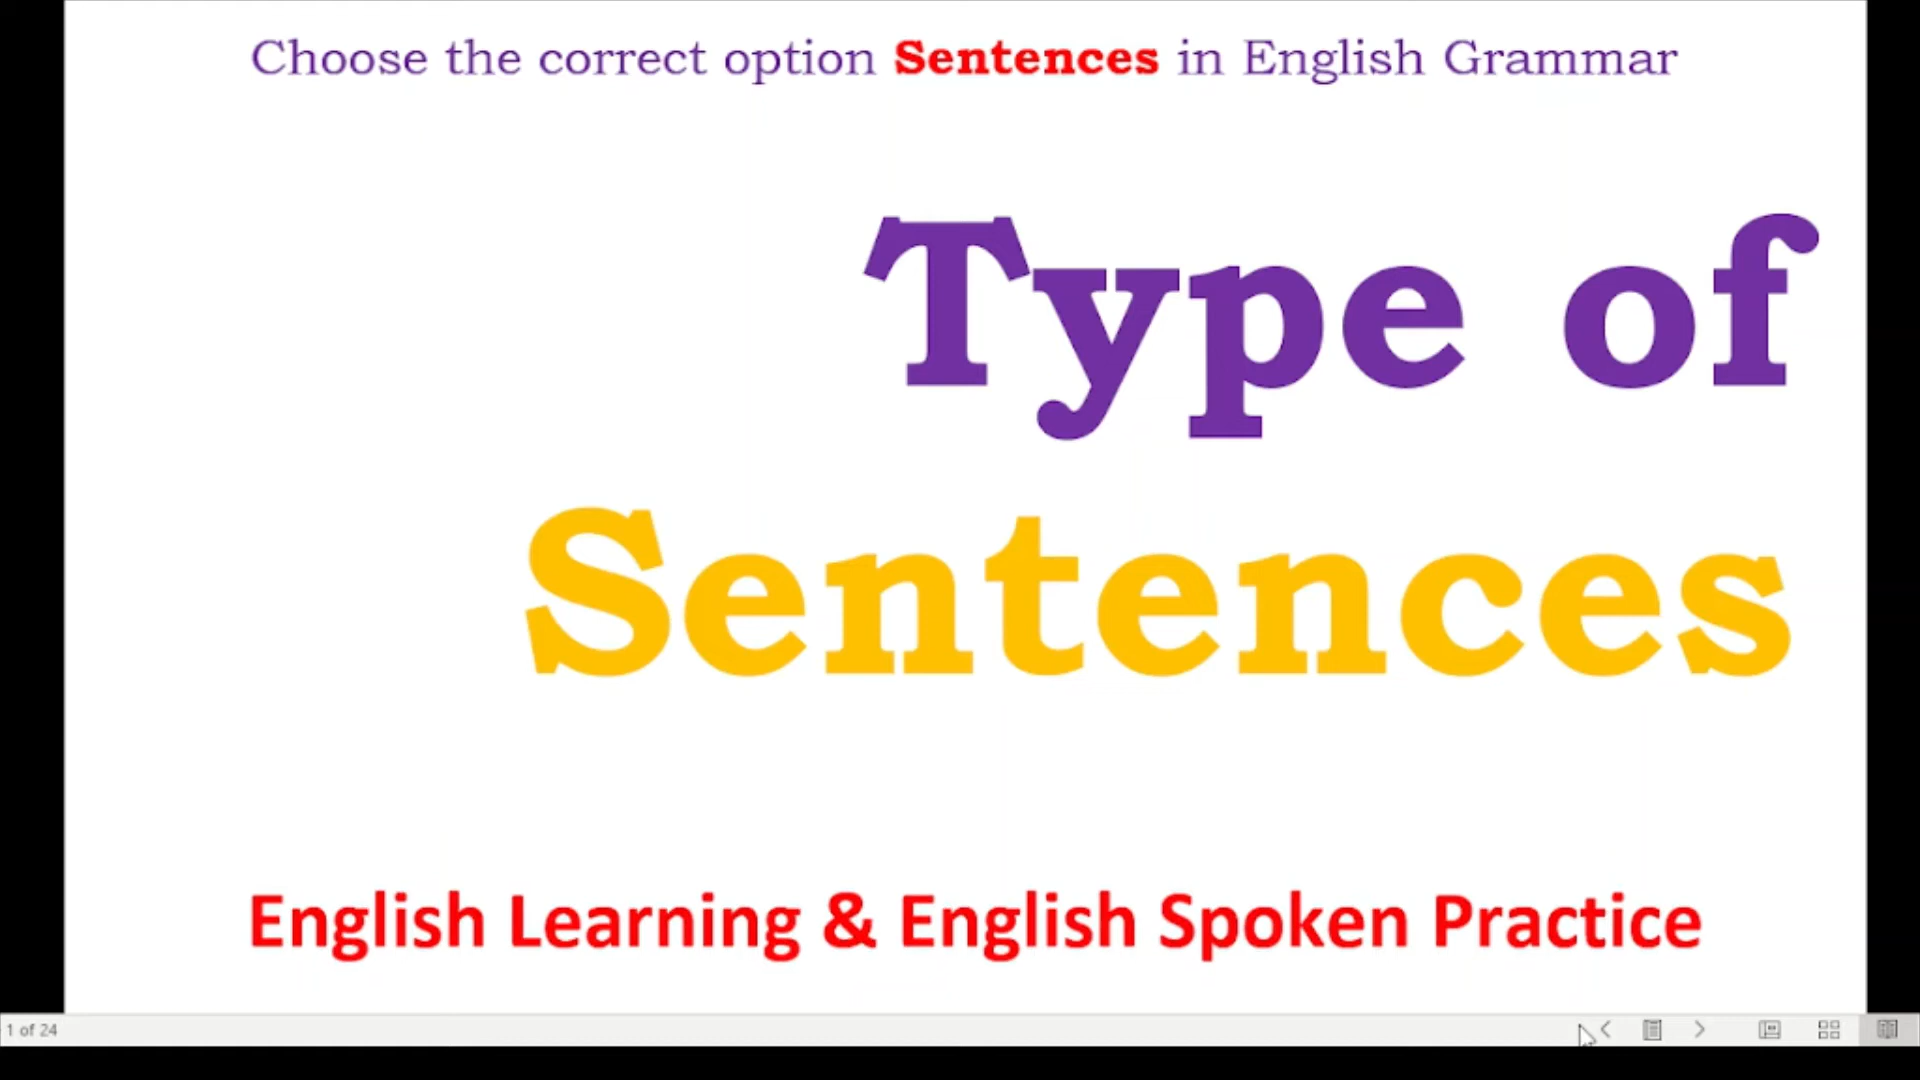 Choose the correct option Sentences in English Grammar
Type of
Sentences
English Learning & English Spoken Practice
1 of 24